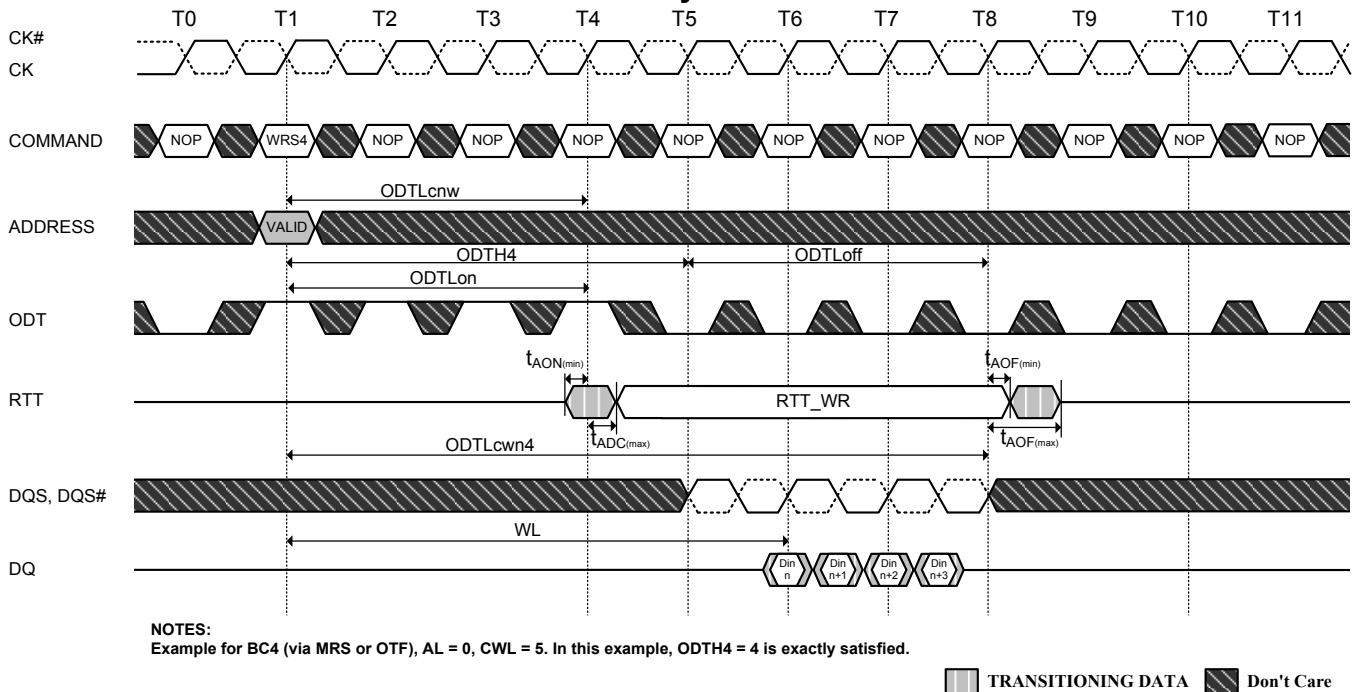 T0 T1 T2 T3 T4 T5 T6 T7 T8 T9 T10 T11
CK#
CK
COMMAND NOP WRS4 NOP NOP NOP NOP NOP NOP NOP NOP NOP NOP
ODTLcnw
ADDRESS VALID
ODTH4 ODTLoff
ODTLon
ODT
tAON(min) tAOF(min)
RTT RTT_WR
tADC(max) tAOF(max)
ODTLcwn4
DQS, DQS#
WL
DQ Din n Din n+1 Din n+2 Din n+3
NOTES:
Example for BC4 (via MRS or OTF), AL = 0, CWL = 5. In this example, ODTH4 = 4 is exactly satisfied.
TRANSITIONING DATA Don't Care